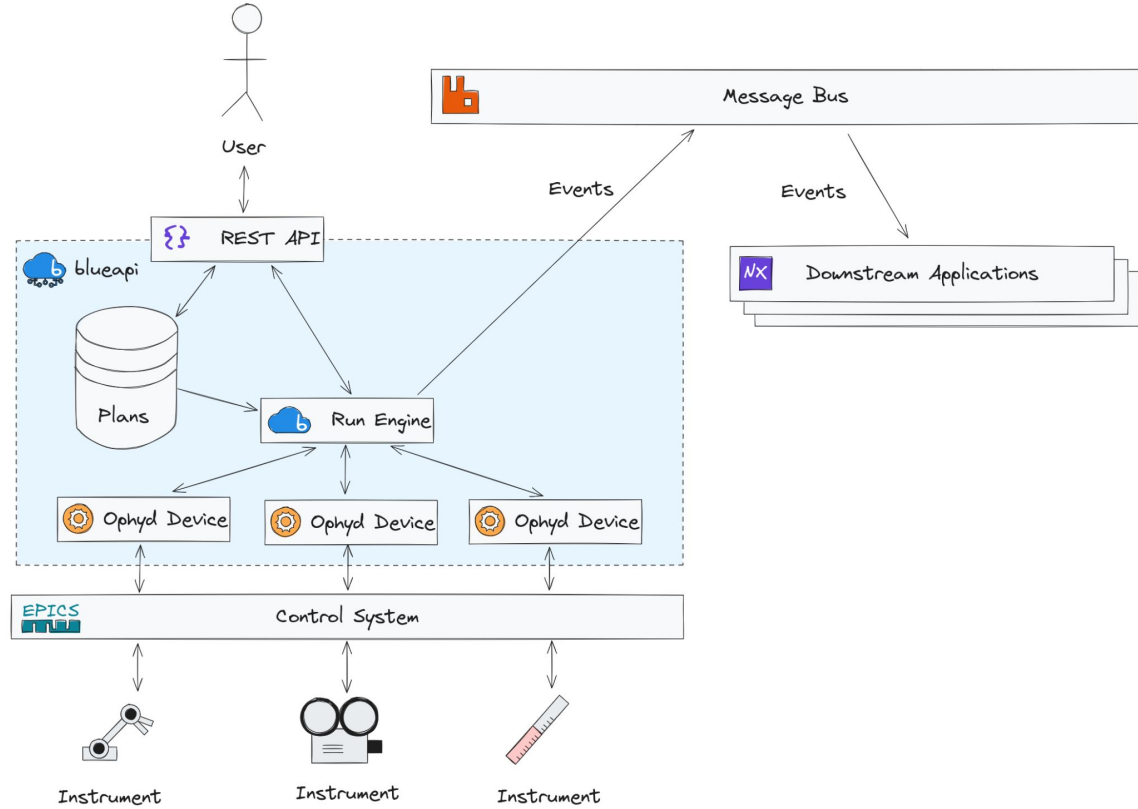 Message Bus
User
Events
Events
REST API
blueapi
NX
Downstream Applications
Plans
b
Run Engine
Ophyd Device
Ophyd Device
Ophyd Device
EPICS
Control System
Instrument
Instrument
Instrument